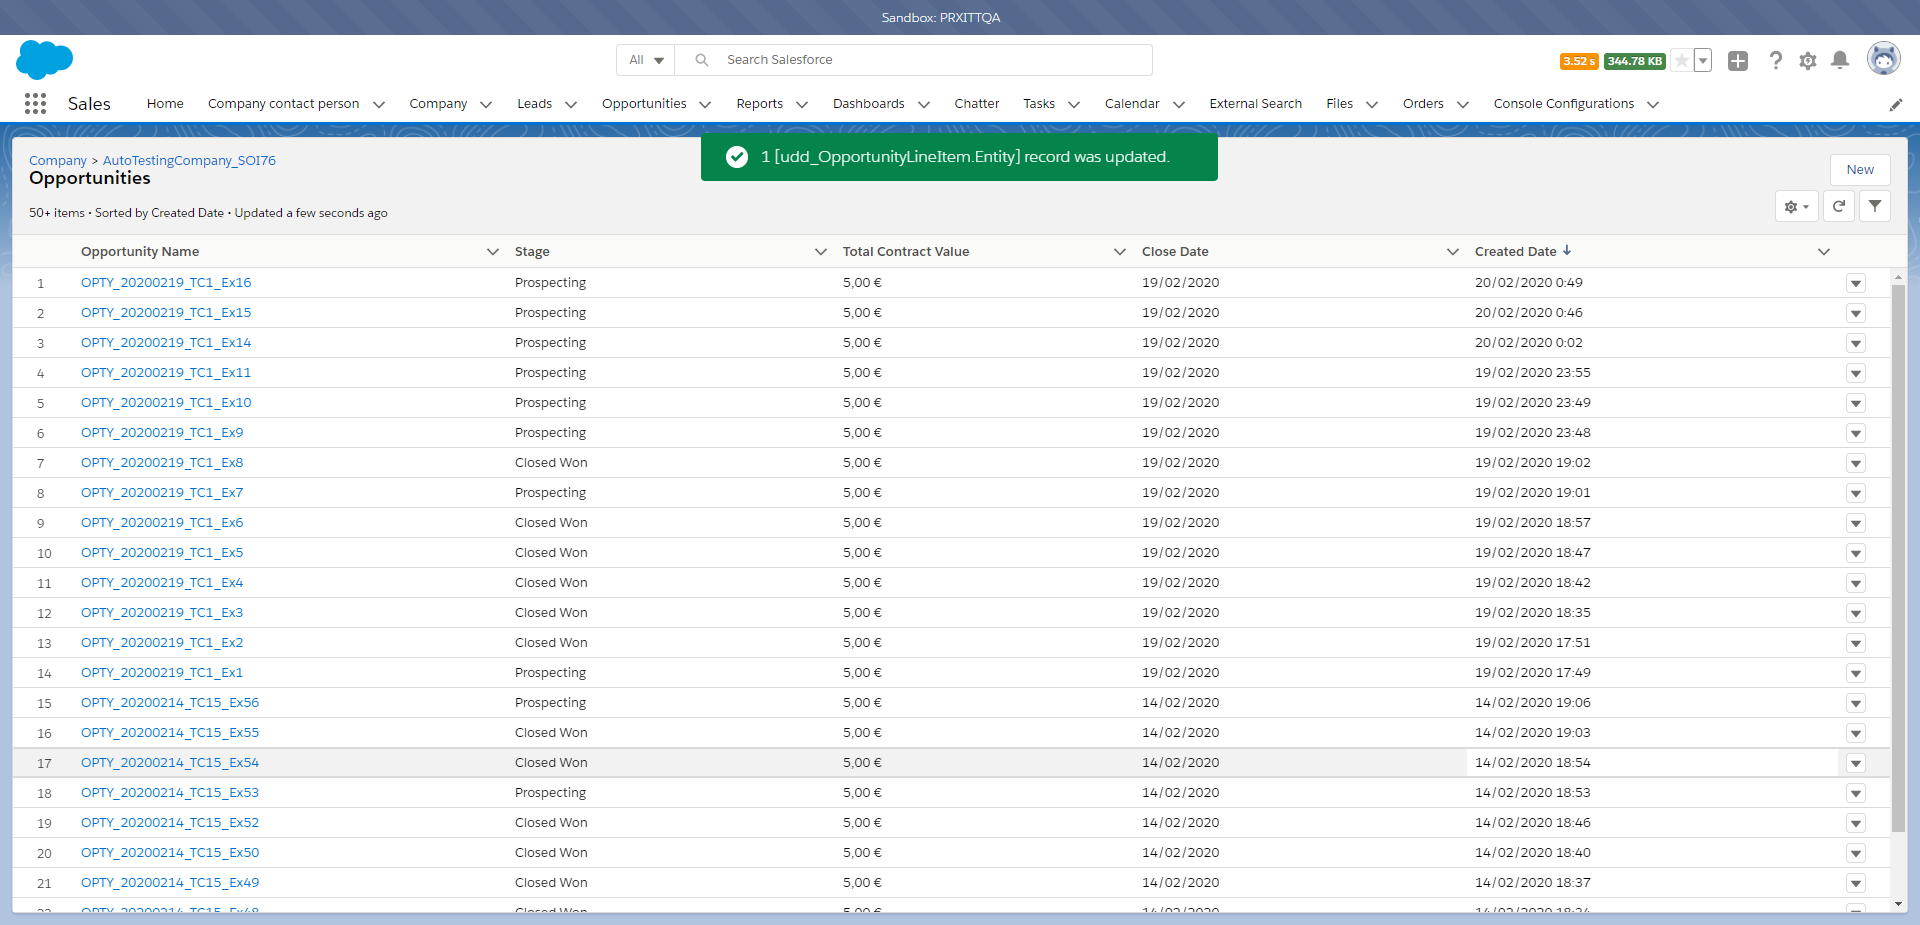 Sandbox: PRXITTQA
All Search Salesforce 3.52 s 344.78 KB
Sales Home Company contact person Company Leads Opportunities Reports Dashboards Chatter Tasks Calendar External Search Files Orders Console Configurations
1 [udd_OpportunityLineItem.Entity] record was updated.
Company > AutoTestingCompany_SOI76
Opportunities
New
50+ items • Sorted by Created Date • Updated a few seconds ago
Opportunity Name Stage Total Contract Value Close Date Created Date
1 OPTY_20200219_TC1_Ex16 Prospecting 5,00 € 19/02/2020 20/02/2020 0:49
2 OPTY_20200219_TC1_Ex15 Prospecting 5,00 € 19/02/2020 20/02/2020 0:46
3 OPTY_20200219_TC1_Ex14 Prospecting 5,00 € 19/02/2020 20/02/2020 0:02
4 OPTY_20200219_TC1_Ex11 Prospecting 5,00 € 19/02/2020 19/02/2020 23:55
5 OPTY_20200219_TC1_Ex10 Prospecting 5,00 € 19/02/2020 19/02/2020 23:49
6 OPTY_20200219_TC1_Ex9 Prospecting 5,00 € 19/02/2020 19/02/2020 23:48
7 OPTY_20200219_TC1_Ex8 Closed Won 5,00 € 19/02/2020 19/02/2020 19:02
8 OPTY_20200219_TC1_Ex7 Prospecting 5,00 € 19/02/2020 19/02/2020 19:01
9 OPTY_20200219_TC1_Ex6 Closed Won 5,00 € 19/02/2020 19/02/2020 18:57
10 OPTY_20200219_TC1_Ex5 Closed Won 5,00 € 19/02/2020 19/02/2020 18:47
11 OPTY_20200219_TC1_Ex4 Closed Won 5,00 € 19/02/2020 19/02/2020 18:42
12 OPTY_20200219_TC1_Ex3 Closed Won 5,00 € 19/02/2020 19/02/2020 18:35
13 OPTY_20200219_TC1_Ex2 Closed Won 5,00 € 19/02/2020 19/02/2020 17:51
14 OPTY_20200219_TC1_Ex1 Prospecting 5,00 € 19/02/2020 19/02/2020 17:49
15 OPTY_20200214_TC15_Ex56 Prospecting 5,00 € 14/02/2020 14/02/2020 19:06
16 OPTY_20200214_TC15_Ex55 Closed Won 5,00 € 14/02/2020 14/02/2020 19:03
17 OPTY_20200214_TC15_Ex54 Closed Won 5,00 € 14/02/2020 14/02/2020 18:54
18 OPTY_20200214_TC15_Ex53 Prospecting 5,00 € 14/02/2020 14/02/2020 18:53
19 OPTY_20200214_TC15_Ex52 Closed Won 5,00 € 14/02/2020 14/02/2020 18:46
20 OPTY_20200214_TC15_Ex50 Closed Won 5,00 € 14/02/2020 14/02/2020 18:40
21 OPTY_20200214_TC15_Ex49 Closed Won 5,00 € 14/02/2020 14/02/2020 18:37